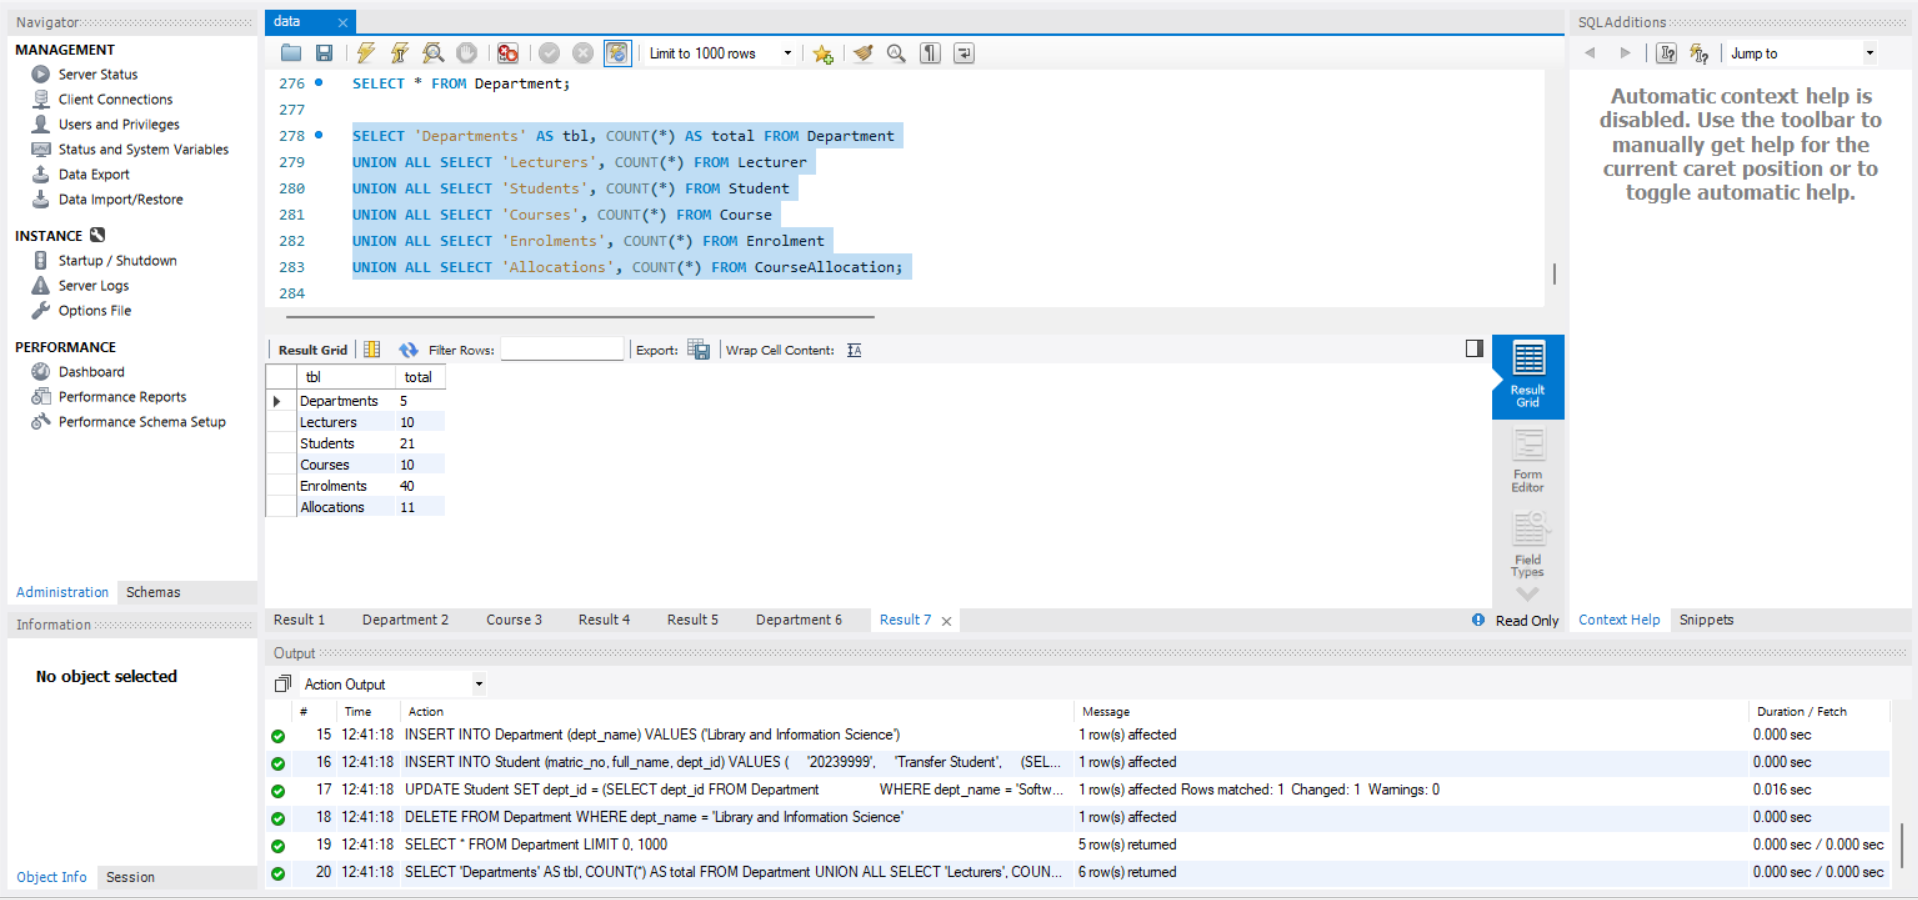 Navigator
MANAGEMENT
Server Status
Client Connections
Users and Privileges
Status and System Variables
Data Export
Data Import/Restore
INSTANCE
Startup / Shutdown
Server Logs
Options File
PERFORMANCE
Dashboard
Performance Reports
Performance Schema Setup
Administration Schemas
Information
No object selected
Object Info Session
data
Limit to 1000 rows
276 SELECT * FROM Department;
277
278 SELECT 'Departments' AS tbl, COUNT(*) AS total FROM Department
279 UNION ALL SELECT 'Lecturers', COUNT(*) FROM Lecturer
280 UNION ALL SELECT 'Students', COUNT(*) FROM Student
281 UNION ALL SELECT 'Courses', COUNT(*) FROM Course
282 UNION ALL SELECT 'Enrolments', COUNT(*) FROM Enrolment
283 UNION ALL SELECT 'Allocations', COUNT(*) FROM CourseAllocation;
284
Result Grid Filter Rows: Export: Wrap Cell Content: IA
tbl total
Departments 5
Lecturers 10
Students 21
Courses 10
Enrolments 40
Allocations 11
Result Grid
Form Editor
Field Types
Result 1 Department 2 Course 3 Result 4 Result 5 Department 6 Result 7 Read Only
Output
Action Output
# Time Action Message Duration / Fetch
15 12:41:18 INSERT INTO Department (dept_name) VALUES ('Library and Information Science') 1 row(s) affected 0.000 sec
16 12:41:18 INSERT INTO Student (matric_no, full_name, dept_id) VALUES ( '20239999', 'Transfer Student', (SEL... 1 row(s) affected 0.000 sec
17 12:41:18 UPDATE Student SET dept_id = (SELECT dept_id FROM Department WHERE dept_name = 'Softw... 1 row(s) affected Rows matched: 1 Changed: 1 Warnings: 0 0.016 sec
18 12:41:18 DELETE FROM Department WHERE dept_name = 'Library and Information Science' 1 row(s) affected 0.000 sec
19 12:41:18 SELECT * FROM Department LIMIT 0, 1000 5 row(s) returned 0.000 sec / 0.000 sec
20 12:41:18 SELECT 'Departments' AS tbl, COUNT(*) AS total FROM Department UNION ALL SELECT 'Lecturers', COUN... 6 row(s) returned 0.000 sec / 0.000 sec
SQLAdditions
Jump to
Automatic context help is
disabled. Use the toolbar to
manually get help for the
current caret position or to
toggle automatic help.
Context Help Snippets